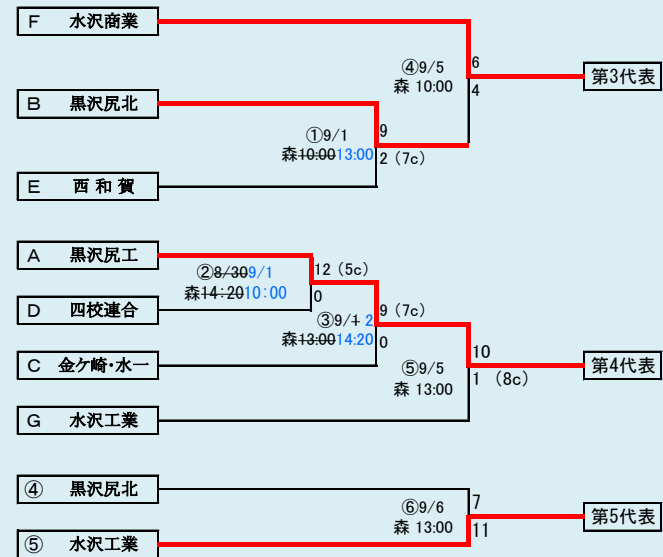 F 水沢商業
④9/5
森 10:00
6
4
第3代表
B 黒沢尻北
①9/1
森10:0013:00
9
2 (7c)
E 西和賀
A 黒沢尻工
②8/309/1
森14:2010:00
12 (5c)
0
D 四校連合
③9/1 2
森13:0014:20
9 (7c)
0
C 金ケ崎・水一
⑤9/5
森 13:00
10
1 (8c)
第4代表
G 水沢工業
④ 黒沢尻北
⑥9/6
森 13:00
7
11
第5代表
⑤ 水沢工業